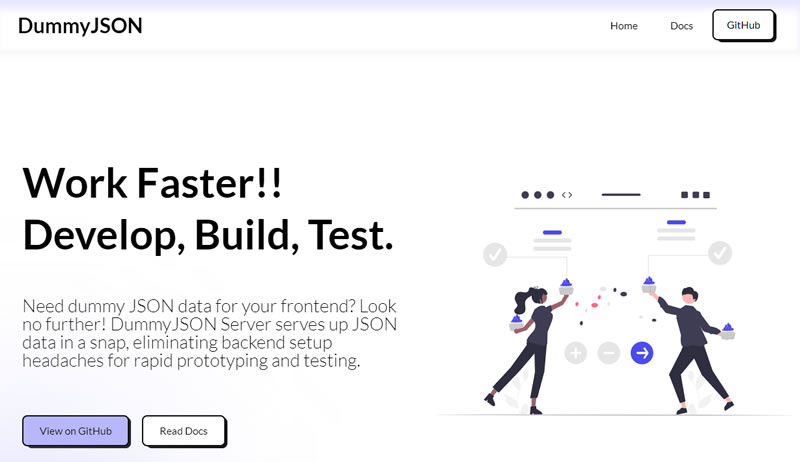 DummyJSON
Home
Docs
GitHub
Work Faster!!
Develop, Build, Test.
Need dummy JSON data for your frontend? Look
no further! DummyJSON Server serves up JSON
data in a snap, eliminating backend setup
headaches for rapid prototyping and testing.
View on GitHub
Read Docs